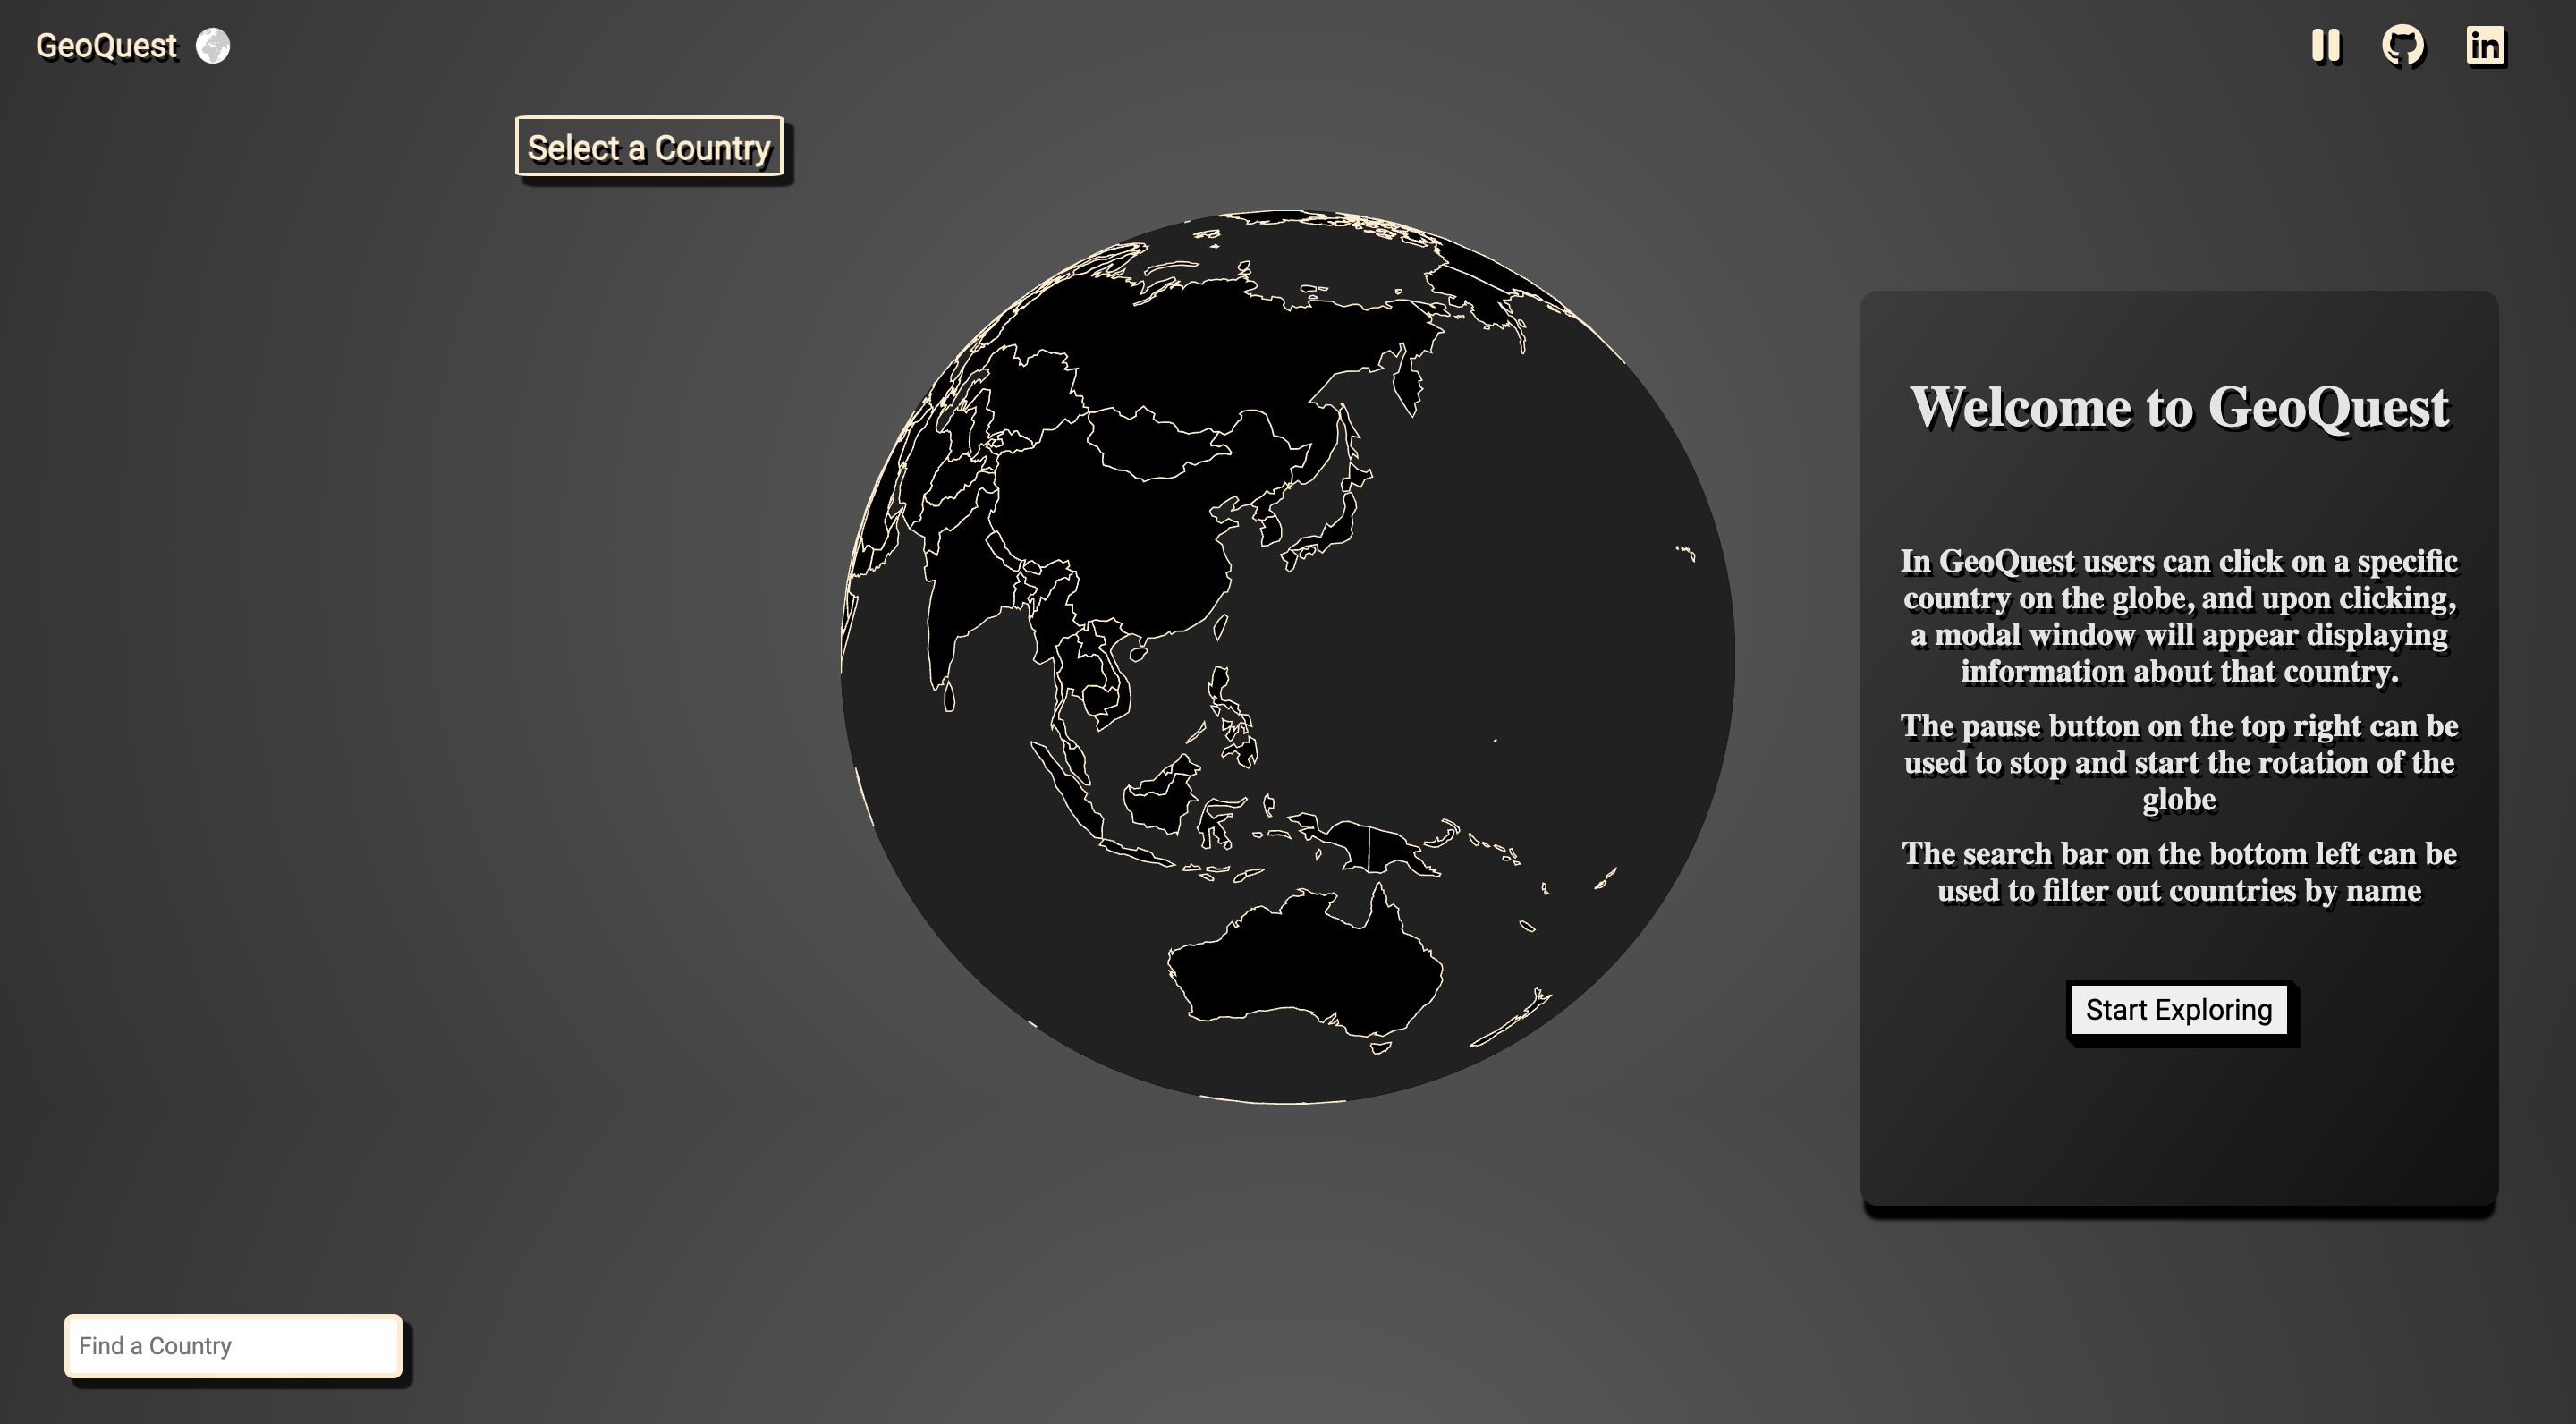 GeoQuest
Select a Country
Welcome to GeoQuest
In GeoQuest users can click on a specific
country on the globe, and upon clicking,
a modal window will appear displaying
information about that country.
The pause button on the top right can be
used to stop and start the rotation of the
globe
The search bar on the bottom left can be
used to filter out countries by name
Start Exploring
Find a Country